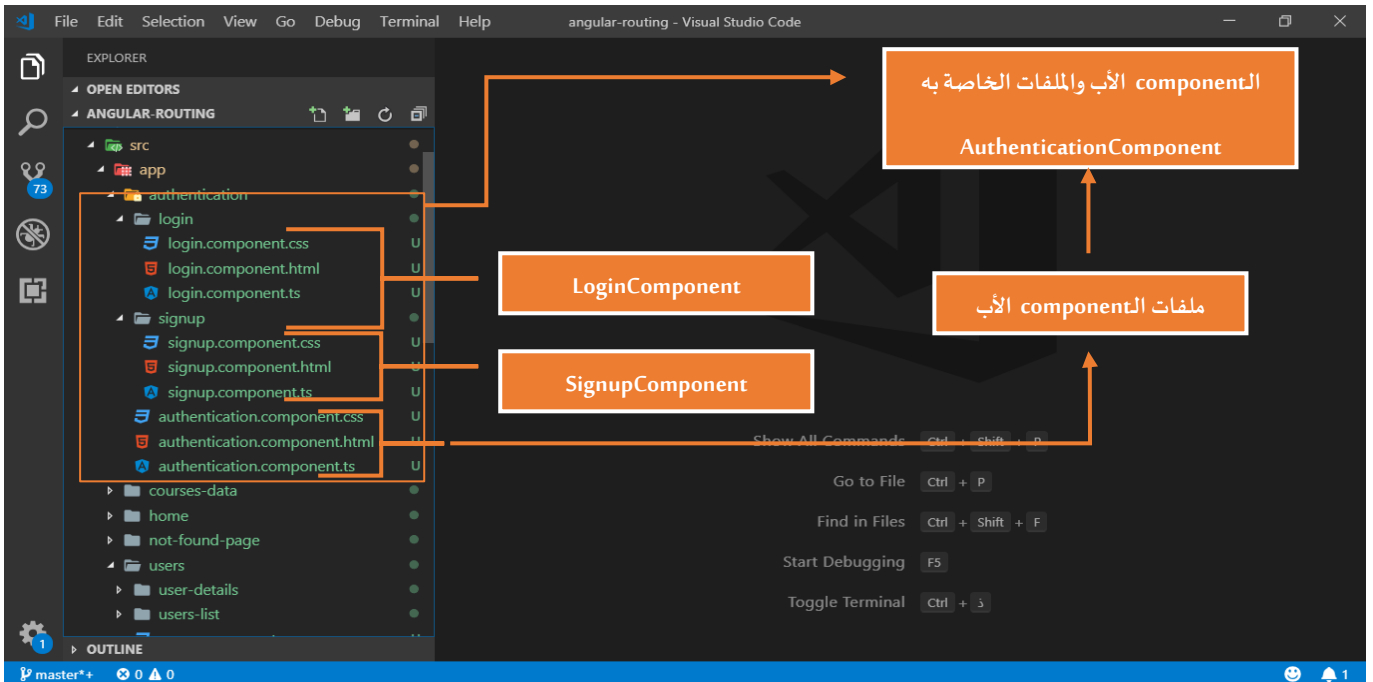 File Edit Selection View Go Debug Terminal Help
angular-routing - Visual Studio Code
EXPLORER
OPEN EDITORS
ANGULAR-ROUTING
src
app
authentication
login
login.component.css U
login.component.html U
login.component.ts U
signup
signup.component.css U
signup.component.html U
signup.component.ts U
authentication.component.css U
authentication.component.html U
authentication.component.ts U
courses-data
home
not-found-page
users
user-details
users-list
OUTLINE
73
1
master*+ 0 0
1
الـcomponent الأب والملفات الخاصة به
AuthenticationComponent
LoginComponent
ملفات الـcomponent الأب
SignupComponent
Show All Commands Ctrl + Shift + P
Go to File Ctrl + P
Find in Files Ctrl + Shift + F
Start Debugging F5
Toggle Terminal Ctrl + ذ